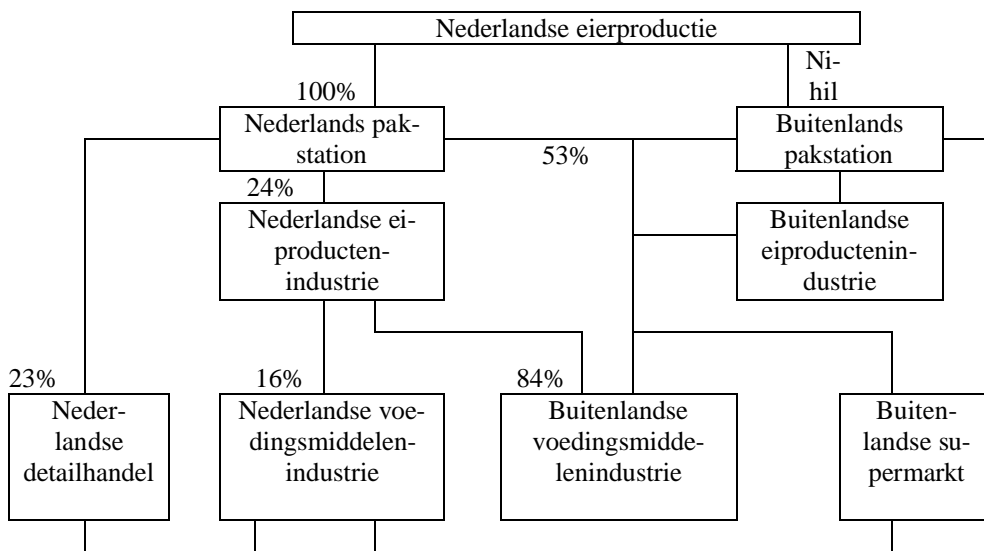 Nederlandse eierproductie
Ni-
hil
100%
Nederlands pak-
station
Buitenlands
pakstation
53%
24%
Nederlandse ei-
producten-
industrie
Buitenlandse
eiproductenin-
dustrie
23%
16%
84%
Neder-
landse
detailhandel
Nederlandse voe-
dingsmiddelen-
industrie
Buitenlandse
voedingsmidde-
lenindustrie
Buiten-
landse su-
permarkt